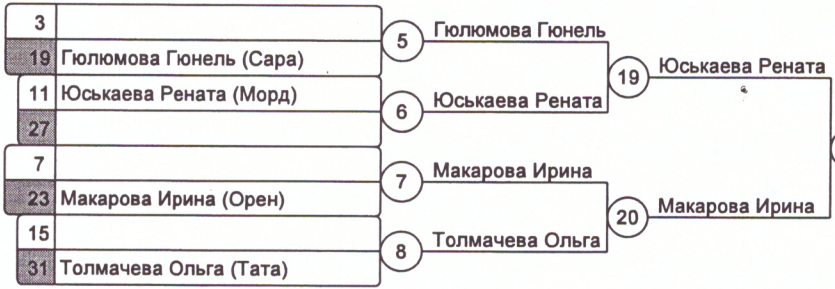 3
5 Гюлюмова Гюнель
19 Гюлюмова Гюнель (Сара)
19 Юськаева Рената
11 Юськаева Рената (Морд)
6 Юськаева Рената
27
7
7 Макарова Ирина
23 Макарова Ирина (Орен)
20 Макарова Ирина
15
8 Толмачева Ольга
31 Толмачева Ольга (Тата)